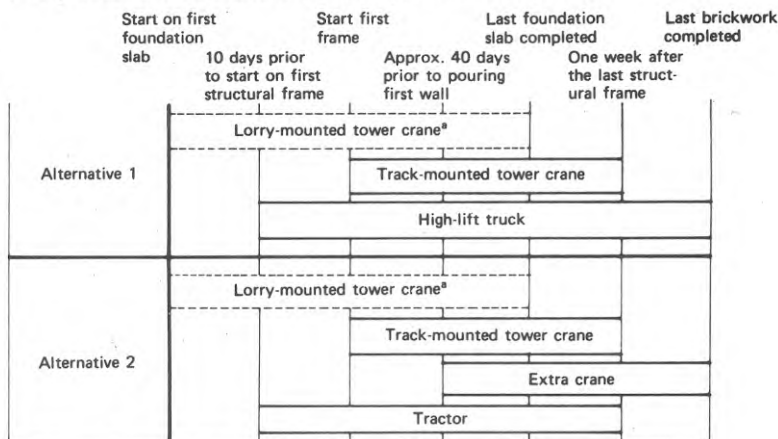 Start on first
foundation
slab
10 days prior
to start on first
structural frame
Start first
frame
Approx. 40 days
prior to pouring
first wall
Last foundation
slab completed
One week after
the last struct-
ural frame
Last brickwork
completed
Alternative 1
Lorry-mounted tower craneª
Track-mounted tower crane
High-lift truck
Alternative 2
Lorry-mounted tower craneª
Track-mounted tower crane
Extra crane
Tractor